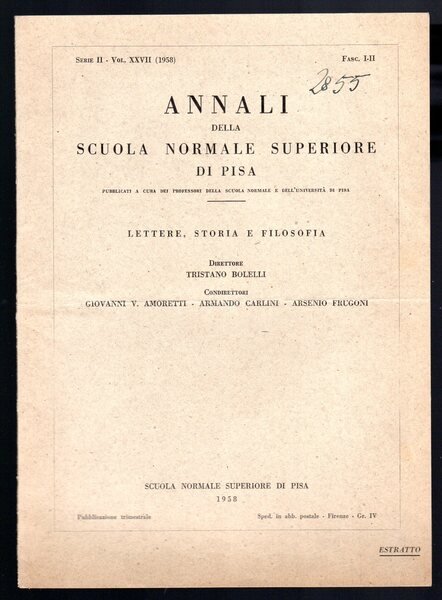 SERIE II - VOL. XXVII (1958) FASC. I-II
2855
ANNALI
DELLA
SCUOLA NORMALE SUPERIORE
DI PISA
PUBBLICATI A CURA DEI PROFESSORI DELLA SCUOLA NORMALE E DELL'UNIVERSITÀ DI PISA
LETTERE, STORIA E FILOSOFIA
DIRETTORE
TRISTANO BOLELLI
CONDIRETTORI
GIOVANNI V. AMORETTI - ARMANDO CARLINI - ARSENIO FRUGONI
SCUOLA NORMALE SUPERIORE DI PISA
1958
Pubblicazione trimestrale Sped. in abb. postale - Firenze - Gr. IV
ESTRATTO